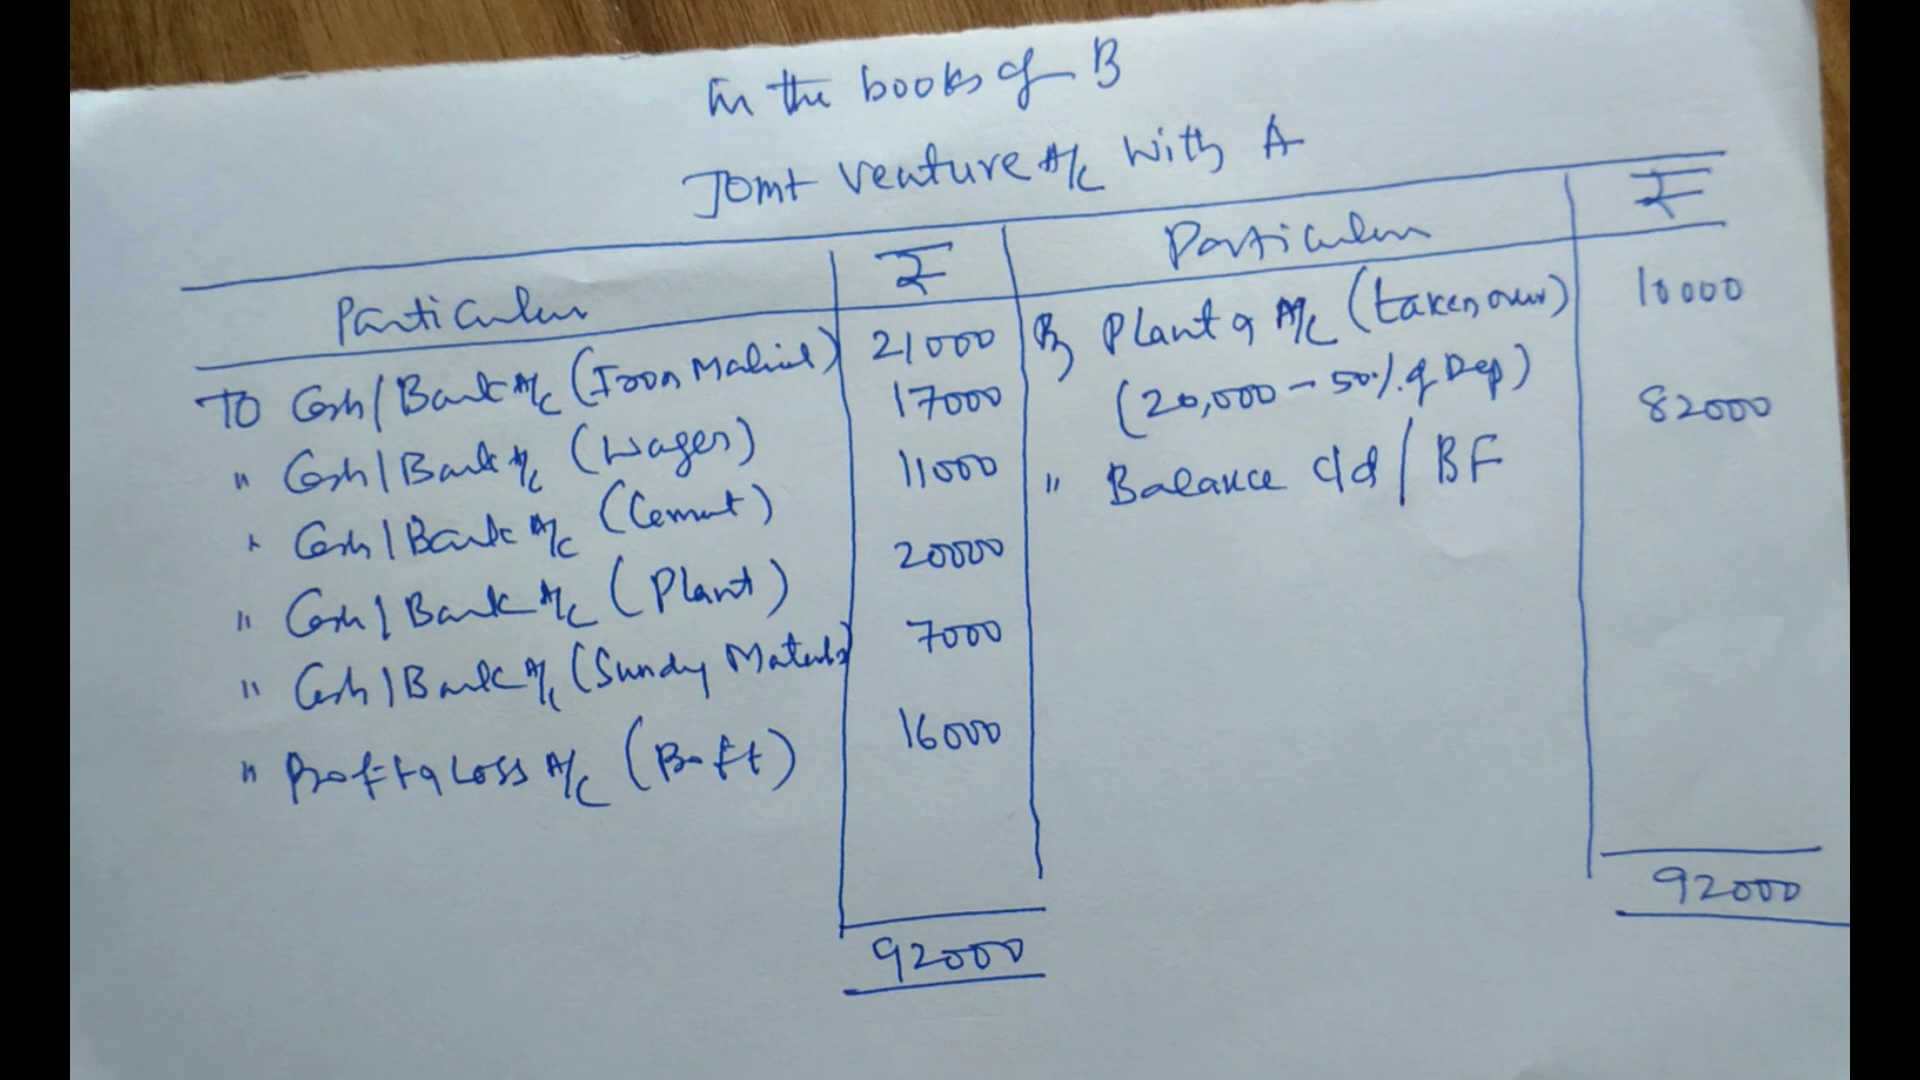 In the books of B
Joint Venture A/c with A
Particulars ₹ Particulars ₹
To Cash/Bank A/c (Iron Material) 21000 By Plant A/c (taken over) 10000
(20,000 - 50% of Dep)
" Cash/Bank A/c (Wages) 17000 " Balance c/d / BF 82000
" Cash/Bank A/c (Cement) 11000
" Cash/Bank A/c (Plant) 20000
" Cash/Bank A/c (Sundry Materials) 7000
" Profit & Loss A/c (Profit) 16000
92000 92000